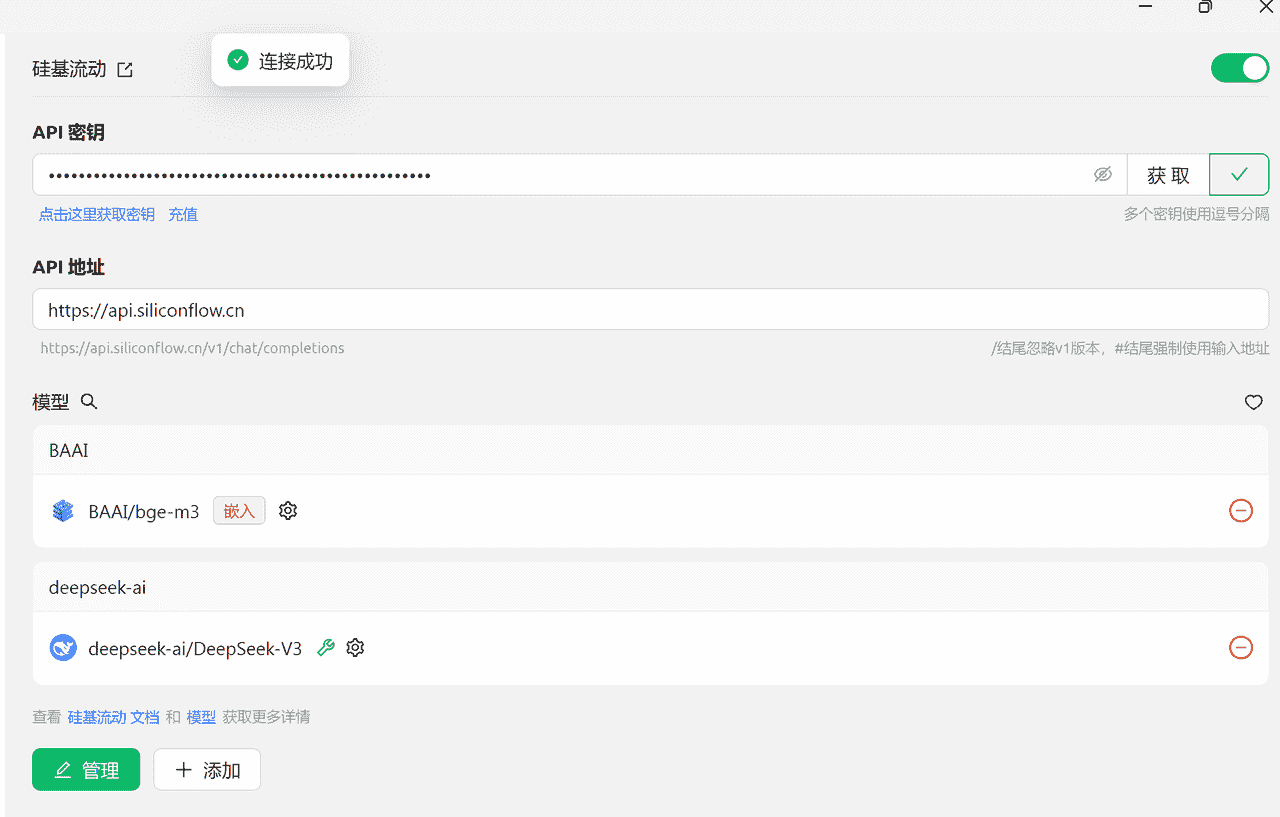 连接成功
硅基流动
API 密钥
••••••••••••••••••••••••••••••••••••••••••••••••••• 获 取
点击这里获取密钥 充值 多个密钥使用逗号分隔
API 地址
https://api.siliconflow.cn
https://api.siliconflow.cn/v1/chat/completions /结尾忽略v1版本，#结尾强制使用输入地址
模型
BAAI
BAAI/bge-m3 嵌入
deepseek-ai
deepseek-ai/DeepSeek-V3
查看 硅基流动 文档 和 模型 获取更多详情
管理 添加